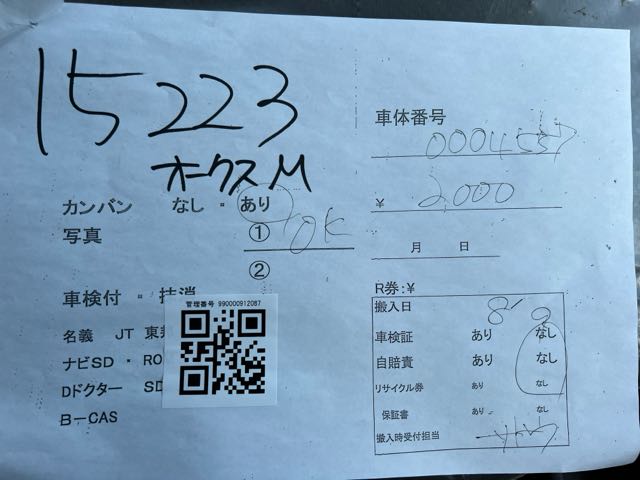 15223
オークスM
車体番号
0004557
カンバン なし ・ あり
¥ 2,000
写真 ① OK
月 日
②
R券:¥
車検付 ・ 抹消
管理番号 990000912087
搬入日 8/9
名義 JT 東
車検証 あり なし
ナビSD ・ RO
自賠責 あり なし
Dドクター SD
リサイクル券 あり なし
B-CAS
保証書 あり なし
搬入時受付担当